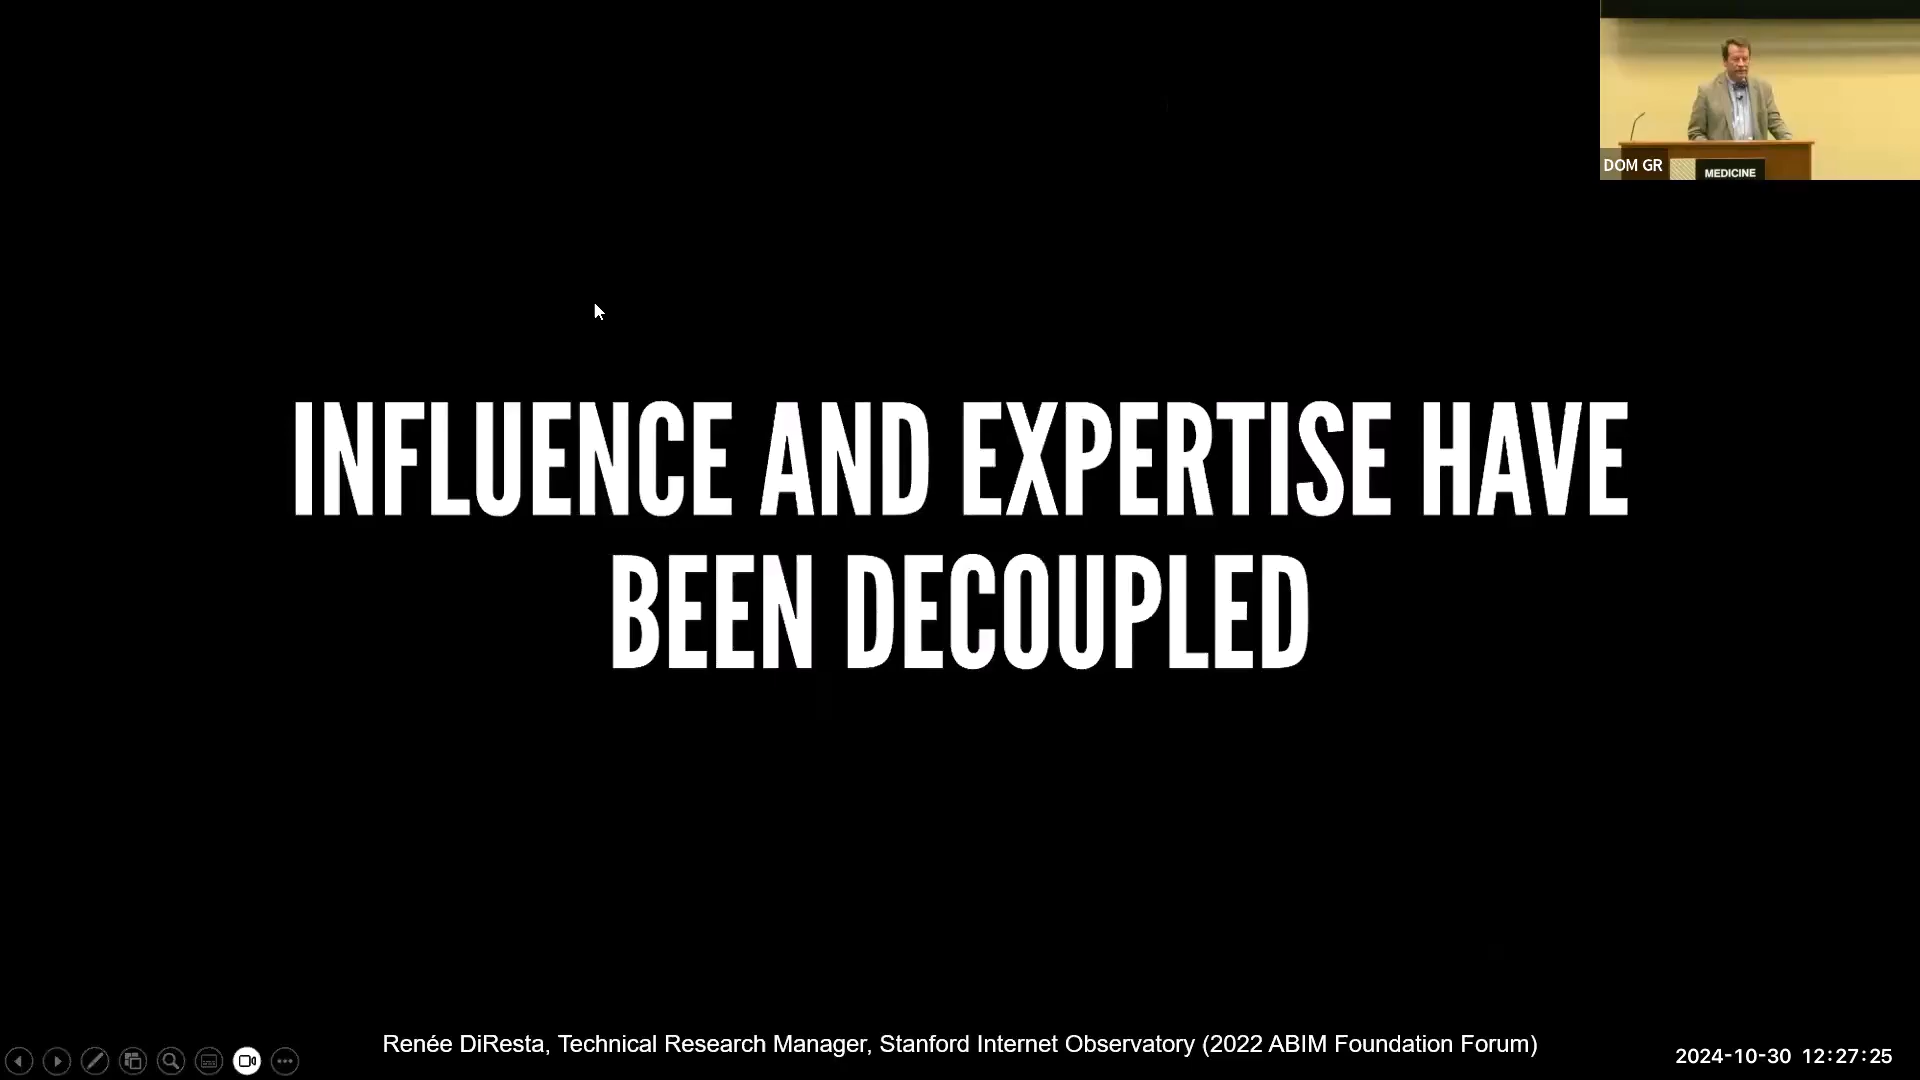 DOM GR
MEDICINE
INFLUENCE AND EXPERTISE HAVE
BEEN DECOUPLED
Renée DiResta, Technical Research Manager, Stanford Internet Observatory (2022 ABIM Foundation Forum)
2024-10-30 12:27:25